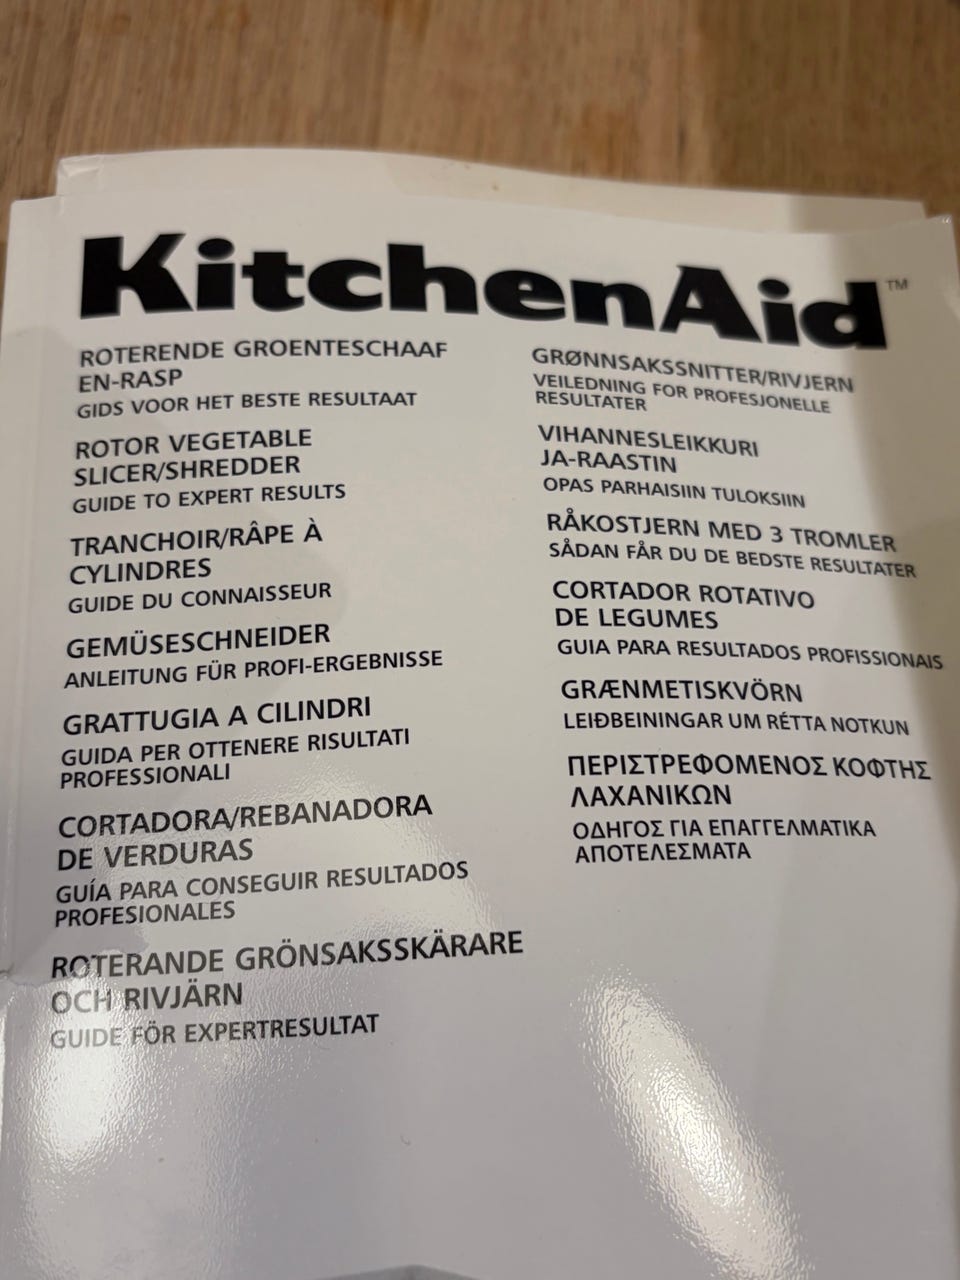 KitchenAid™
ROTERENDE GROENTESCHAAF
EN-RASP
GIDS VOOR HET BESTE RESULTAAT
ROTOR VEGETABLE
SLICER/SHREDDER
GUIDE TO EXPERT RESULTS
TRANCHOIR/RÂPE À
CYLINDRES
GUIDE DU CONNAISSEUR
GEMÜSESCHNEIDER
ANLEITUNG FÜR PROFI-ERGEBNISSE
GRATTUGIA A CILINDRI
GUIDA PER OTTENERE RISULTATI
PROFESSIONALI
CORTADORA/REBANADORA
DE VERDURAS
GUÍA PARA CONSEGUIR RESULTADOS
PROFESIONALES
ROTERANDE GRÖNSAKSSKÄRARE
OCH RIVJÄRN
GUIDE FÖR EXPERTRESULTAT
GRØNNSAKSSNITTER/RIVJERN
VEILEDNING FOR PROFESJONELLE
RESULTATER
VIHANNESLEIKKURI
JA-RAASTIN
OPAS PARHAISIIN TULOKSIIN
RÅKOSTJERN MED 3 TROMLER
SÅDAN FÅR DU DE BEDSTE RESULTATER
CORTADOR ROTATIVO
DE LEGUMES
GUIA PARA RESULTADOS PROFISSIONAIS
GRÆNMETISKVÖRN
LEIÐBEININGAR UM RÉTTA NOTKUN
ΠΕΡΙΣΤΡΕΦΟΜΕΝΟΣ ΚΟΦΤΗΣ
ΛΑΧΑΝΙΚΩΝ
ΟΔΗΓΟΣ ΓΙΑ ΕΠΑΓΓΕΛΜΑΤΙΚΑ
ΑΠΟΤΕΛΕΣΜΑΤΑ